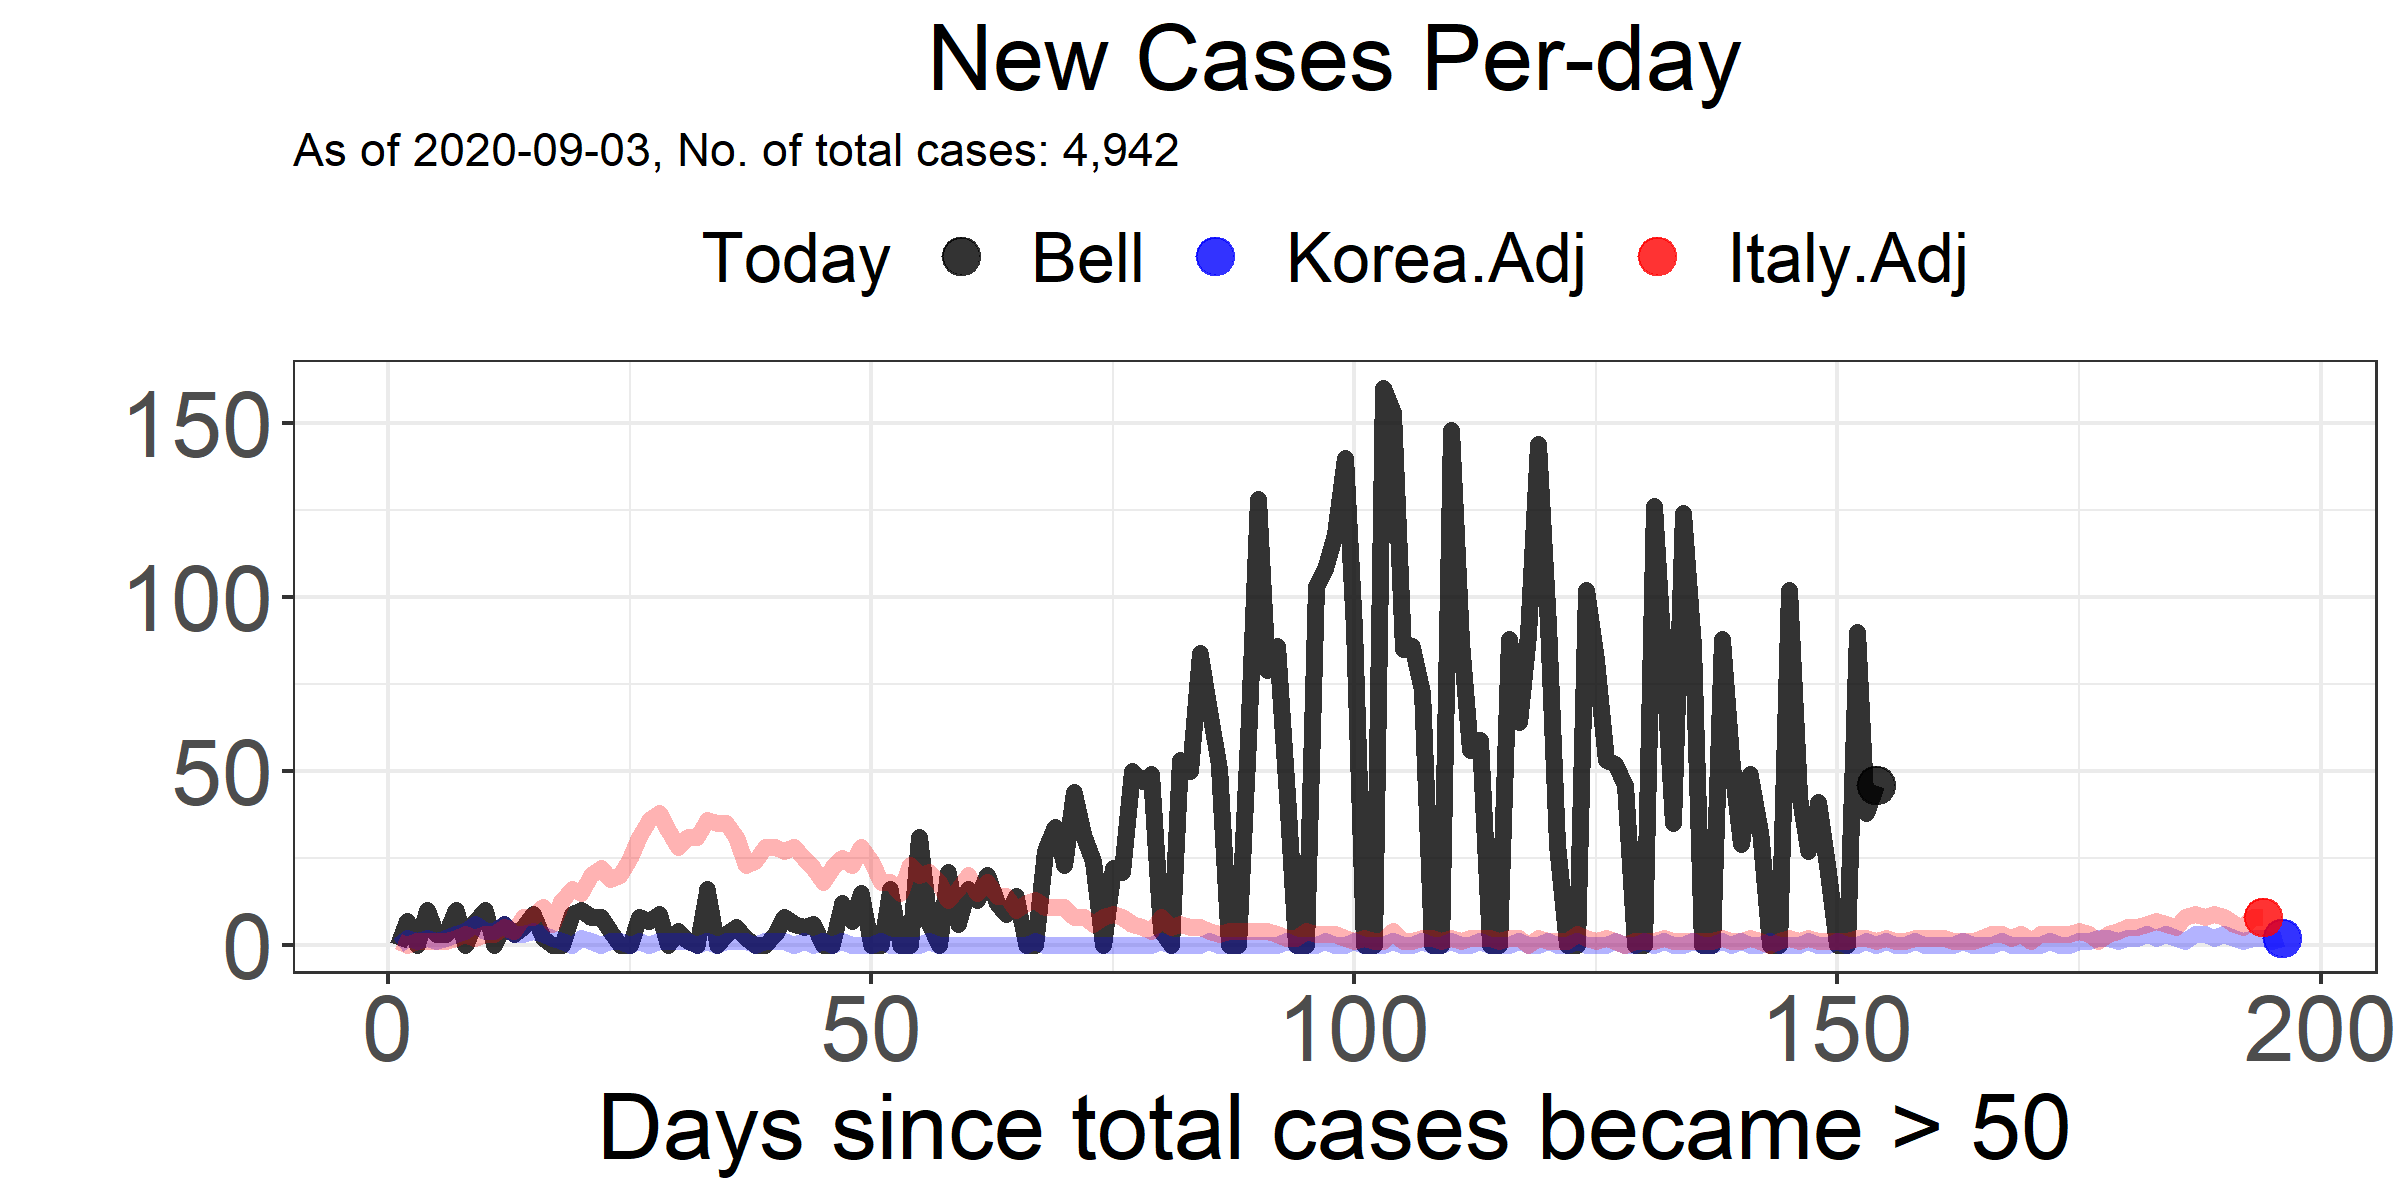 New Cases Per-day
As of 2020-09-03, No. of total cases: 4,942
Today Bell Korea.Adj Italy.Adj
150
100
50
0
0 50 100 150 200
Days since total cases became > 50